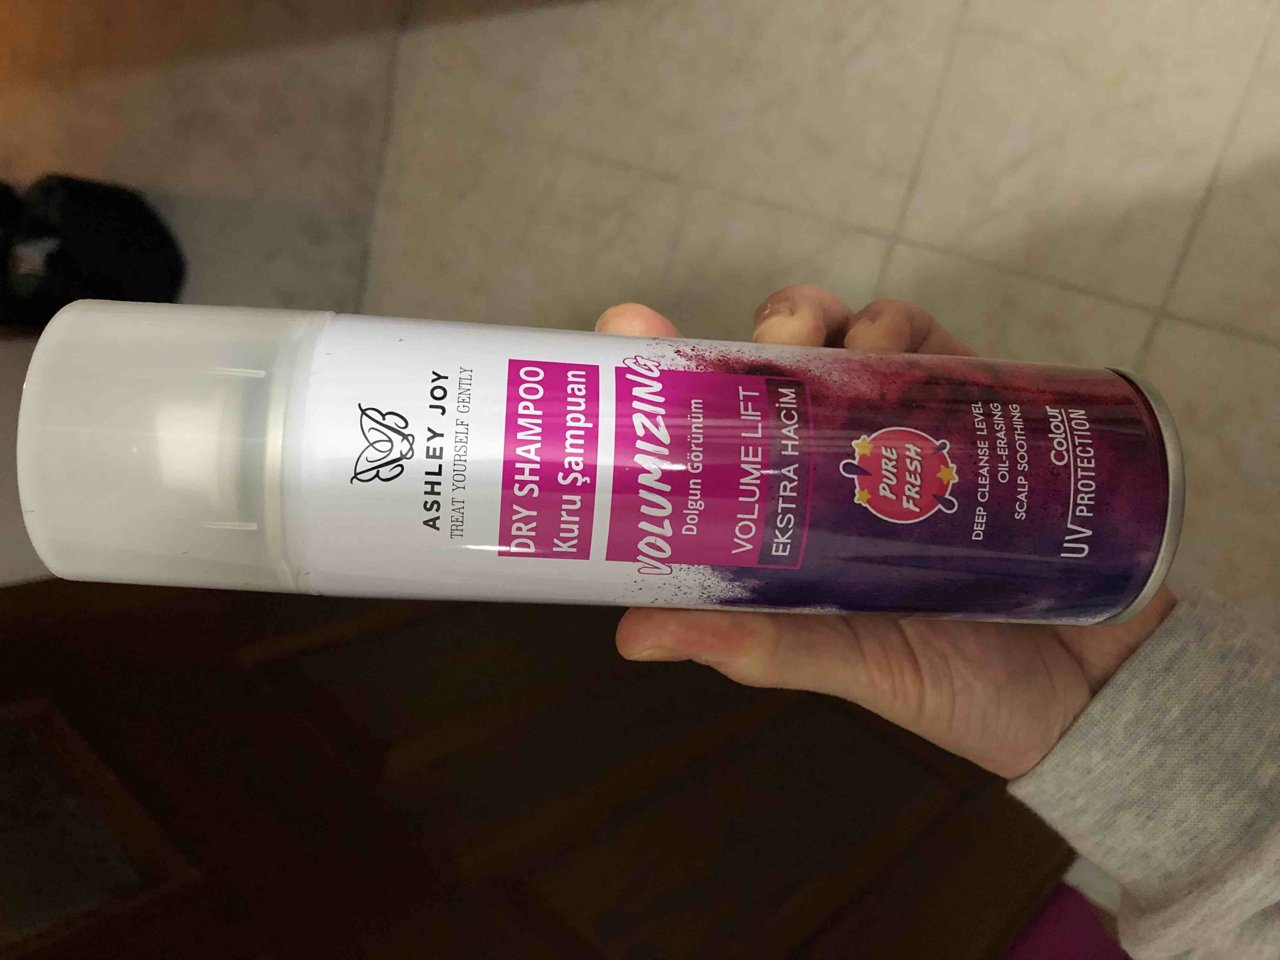 ASHLEY JOY
TREAT YOURSELF GENTLY
DRY SHAMPOO
Kuru Şampuan
VOLUMIZING
Dolgun Görünüm
VOLUME LIFT
EKSTRA HACİM
PURE
FRESH
DEEP CLEANSE LEVEL
OIL-ERASING
SCALP SOOTHING
Colour
UV PROTECTION